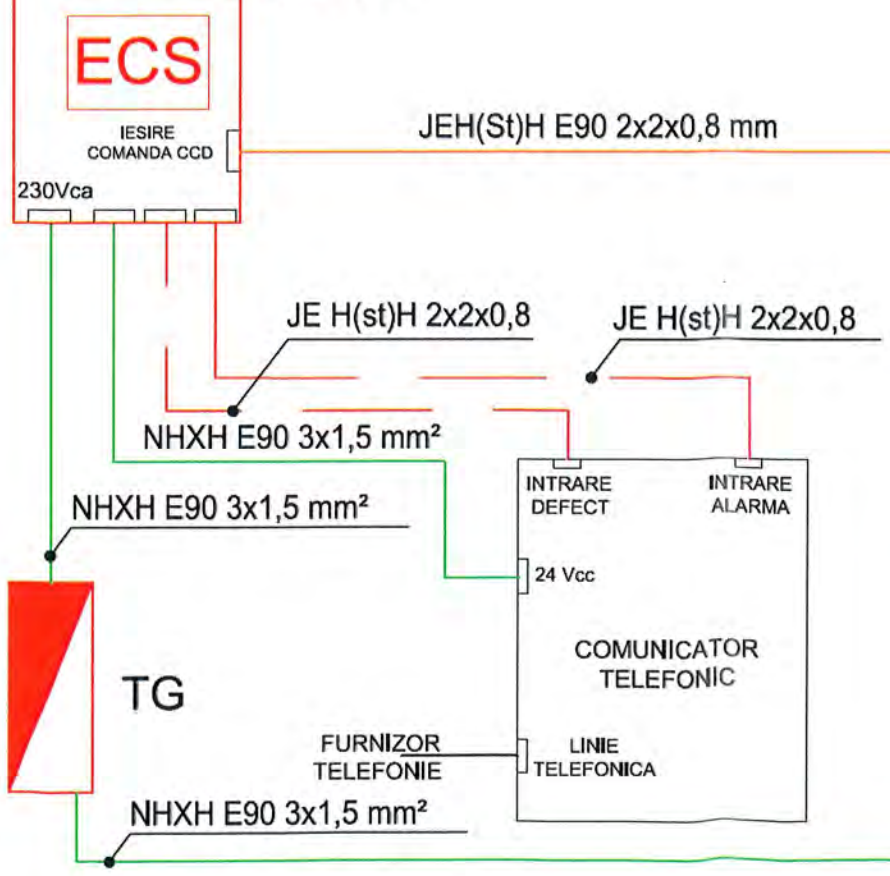 ECS
IESIRE
COMANDA CCD
JEH(St)H E90 2x2x0,8 mm
230Vca
JE H(st)H 2x2x0,8
JE H(st)H 2x2x0,8
NHXH E90 3x1,5 mm²
INTRARE
DEFECT
INTRARE
ALARMA
NHXH E90 3x1,5 mm²
24 Vcc
COMUNICATOR
TELEFONIC
TG
FURNIZOR
TELEFONIE
LINIE
TELEFONICA
NHXH E90 3x1,5 mm²